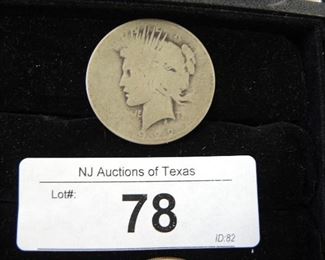 NJ Auctions of Texas
Lot#:
78
ID:82